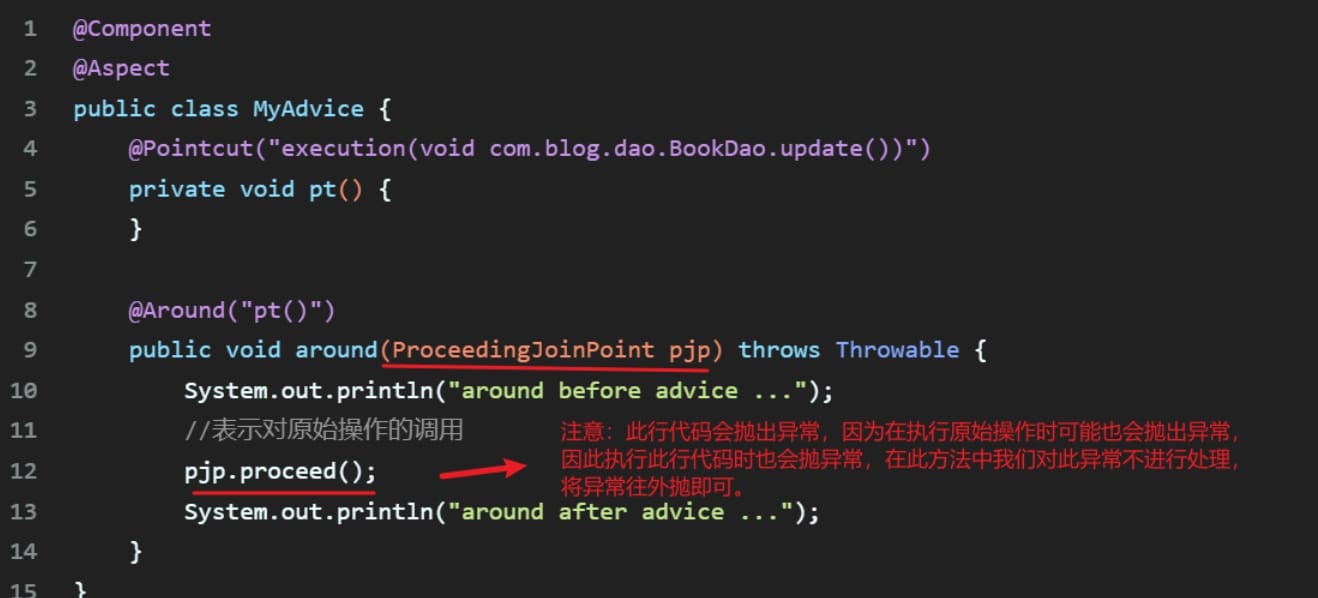 1 @Component
2 @Aspect
3 public class MyAdvice {
4 @Pointcut("execution(void com.blog.dao.BookDao.update())")
5 private void pt() {
6 }
7
8 @Around("pt()")
9 public void around(ProceedingJoinPoint pjp) throws Throwable {
10 System.out.println("around before advice ...");
11 //表示对原始操作的调用
注意：此行代码会抛出异常，因为在执行原始操作时可能也会抛出异常，
因此执行此行代码时也会抛异常，在此方法中我们对此异常不进行处理，
将异常往外抛即可。
12 pjp.proceed();
13 System.out.println("around after advice ...");
14 }
15 }